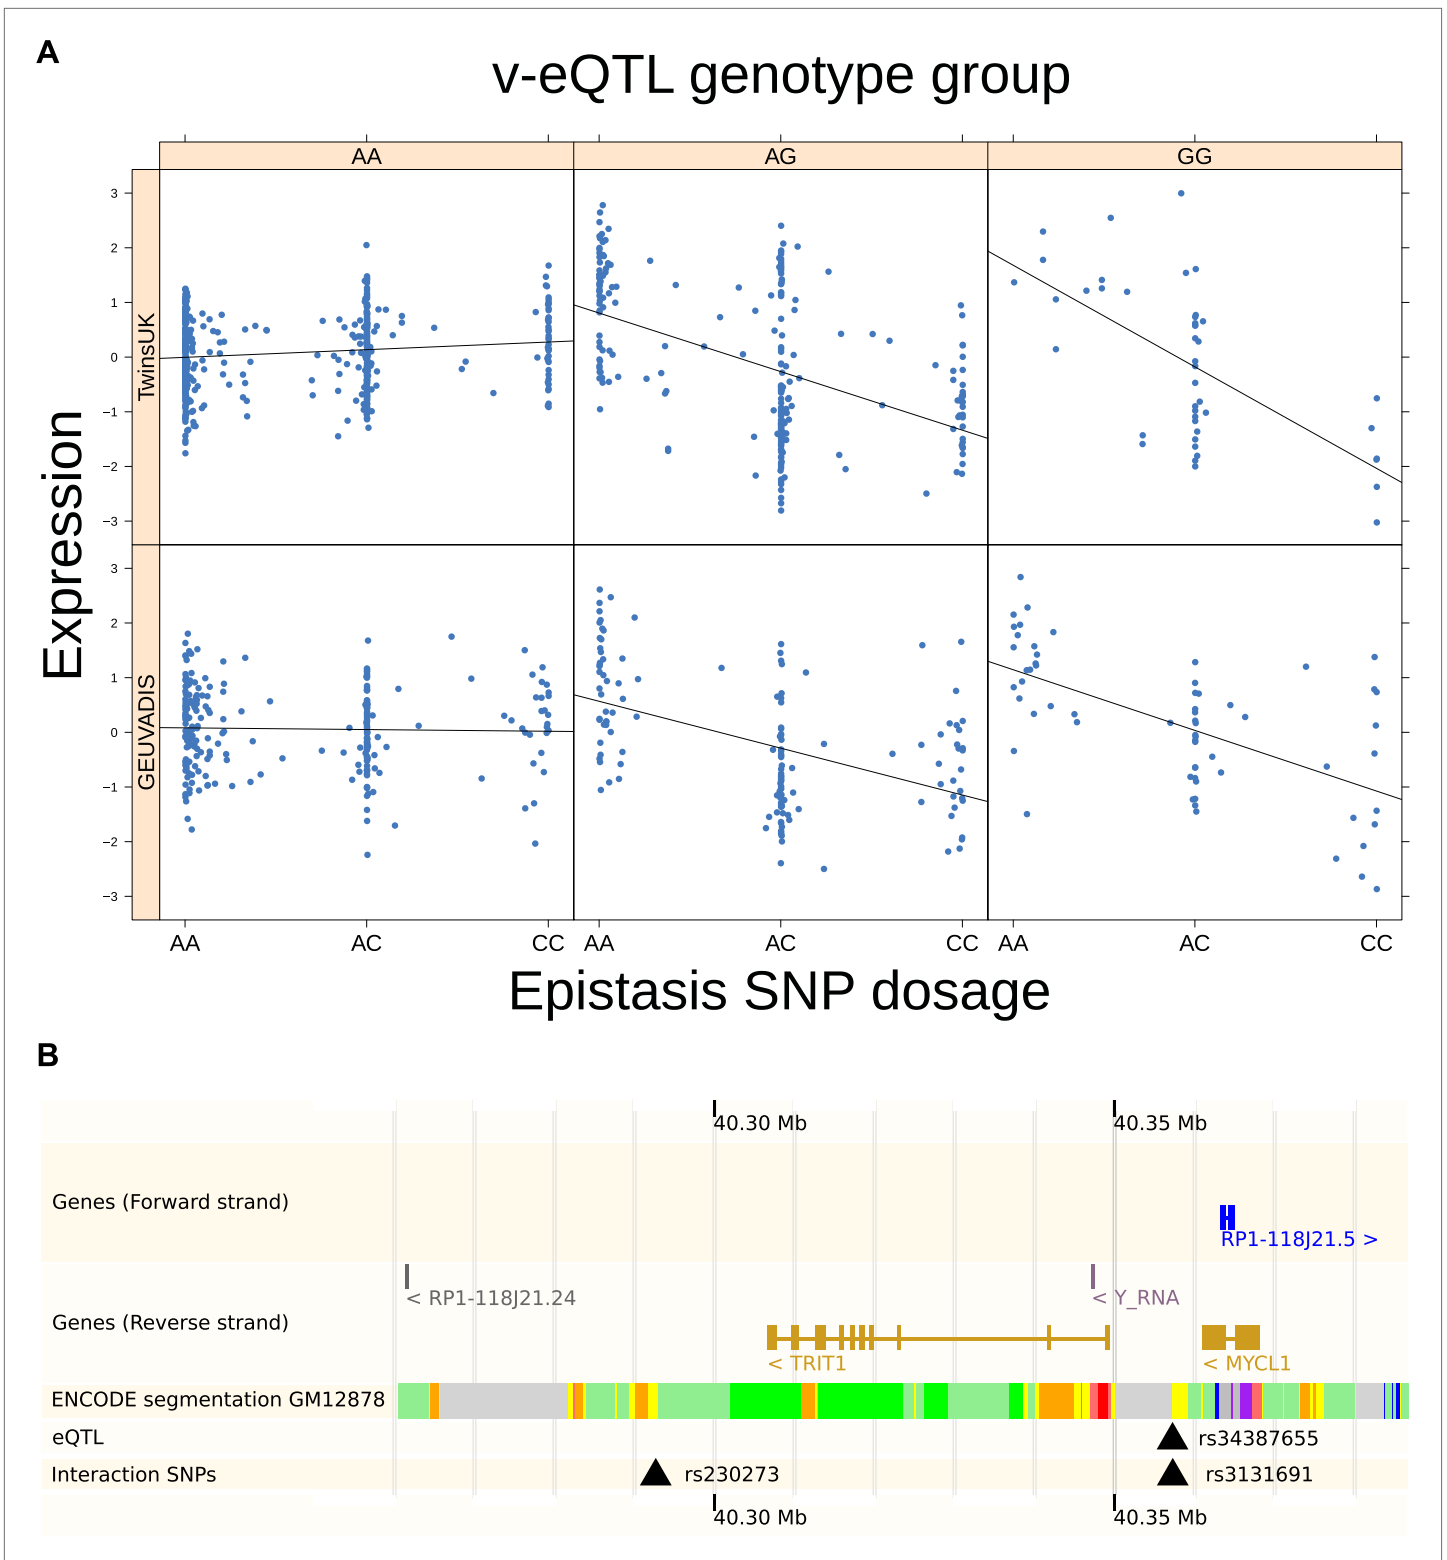 A
v-eQTL genotype group
AA AG GG
TwinsUK
3
2
1
0
−1
−2
−3
GEUVADIS
3
2
1
0
−1
−2
−3
Expression
AA AC CC AA AC CC AA AC CC
Epistasis SNP dosage
B
40.30 Mb 40.35 Mb
Genes (Forward strand)
RP1-118J21.5 >
< RP1-118J21.24 < Y_RNA
Genes (Reverse strand)
< TRIT1 < MYCL1
ENCODE segmentation GM12878
eQTL rs34387655
Interaction SNPs rs230273 rs3131691
40.30 Mb 40.35 Mb